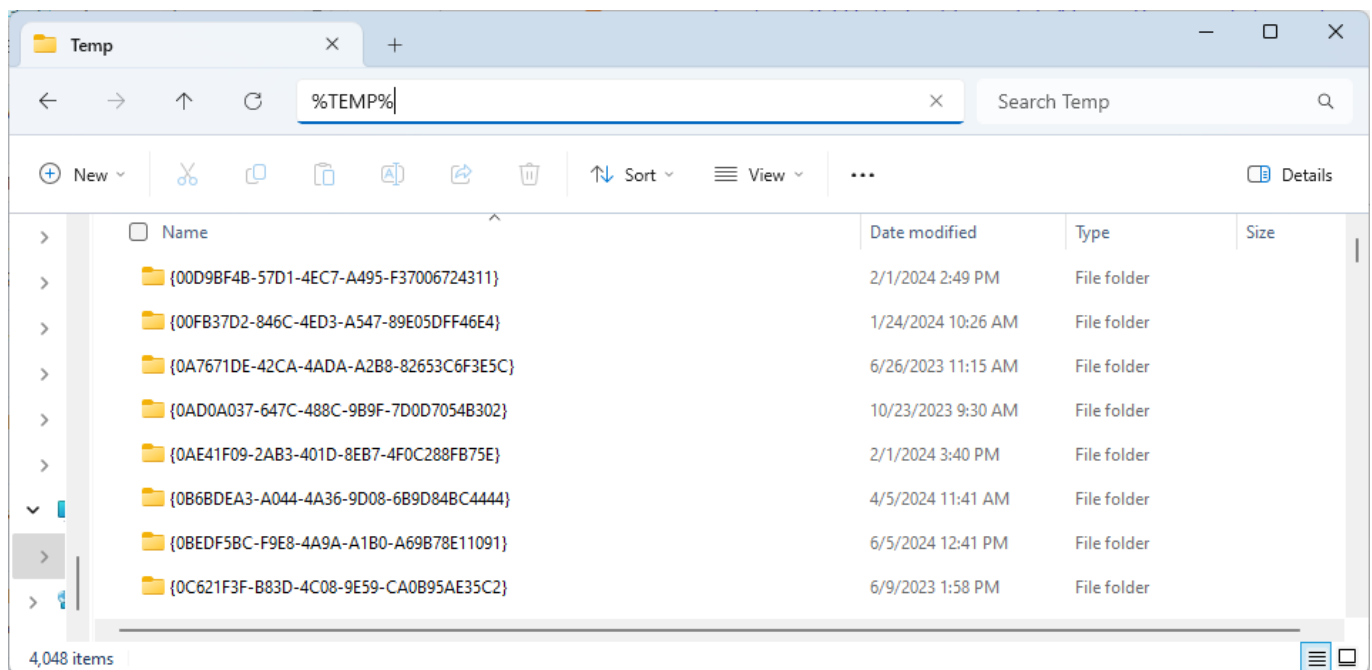 Temp
%TEMP%
Search Temp
New
Sort
View
Details
Name Date modified Type Size
{00D9BF4B-57D1-4EC7-A495-F37006724311} 2/1/2024 2:49 PM File folder
{00FB37D2-846C-4ED3-A547-89E05DFF46E4} 1/24/2024 10:26 AM File folder
{0A7671DE-42CA-4ADA-A2B8-82653C6F3E5C} 6/26/2023 11:15 AM File folder
{0AD0A037-647C-488C-9B9F-7D0D7054B302} 10/23/2023 9:30 AM File folder
{0AE41F09-2AB3-401D-8EB7-4F0C288FB75E} 2/1/2024 3:40 PM File folder
{0B6BDEA3-A044-4A36-9D08-6B9D84BC4444} 4/5/2024 11:41 AM File folder
{0BEDF5BC-F9E8-4A9A-A1B0-A69B78E11091} 6/5/2024 12:41 PM File folder
{0C621F3F-B83D-4C08-9E59-CA0B95AE35C2} 6/9/2023 1:58 PM File folder
4,048 items